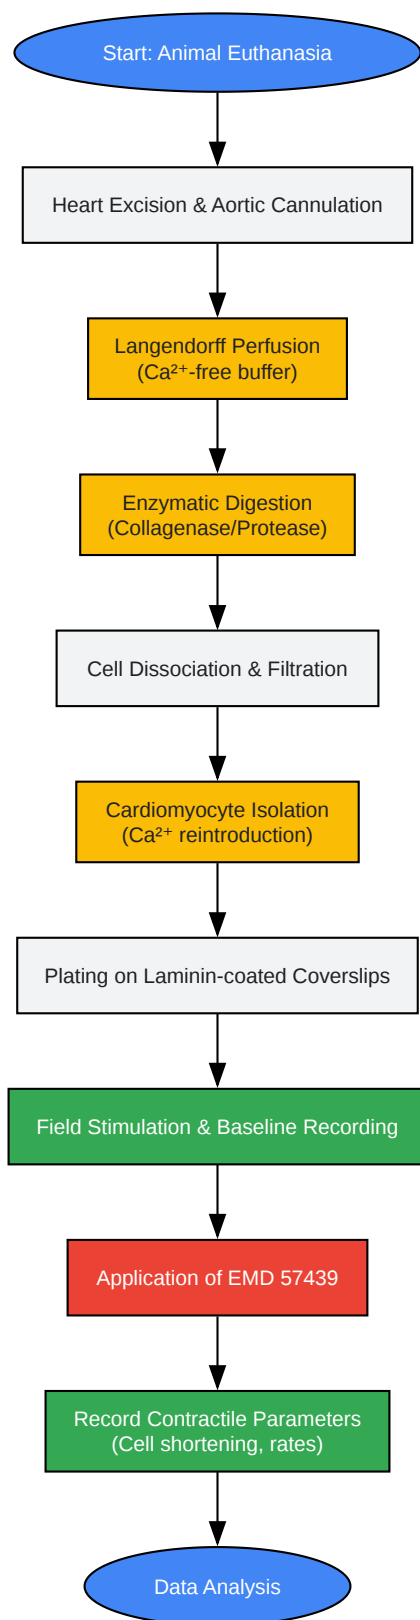 Start: Animal Euthanasia
Heart Excision & Aortic Cannulation
Langendorff Perfusion
(Ca²⁺-free buffer)
Enzymatic Digestion
(Collagenase/Protease)
Cell Dissociation & Filtration
Cardiomyocyte Isolation
(Ca²⁺ reintroduction)
Plating on Laminin-coated Coverslips
Field Stimulation & Baseline Recording
Application of EMD 57439
Record Contractile Parameters
(Cell shortening, rates)
Data Analysis